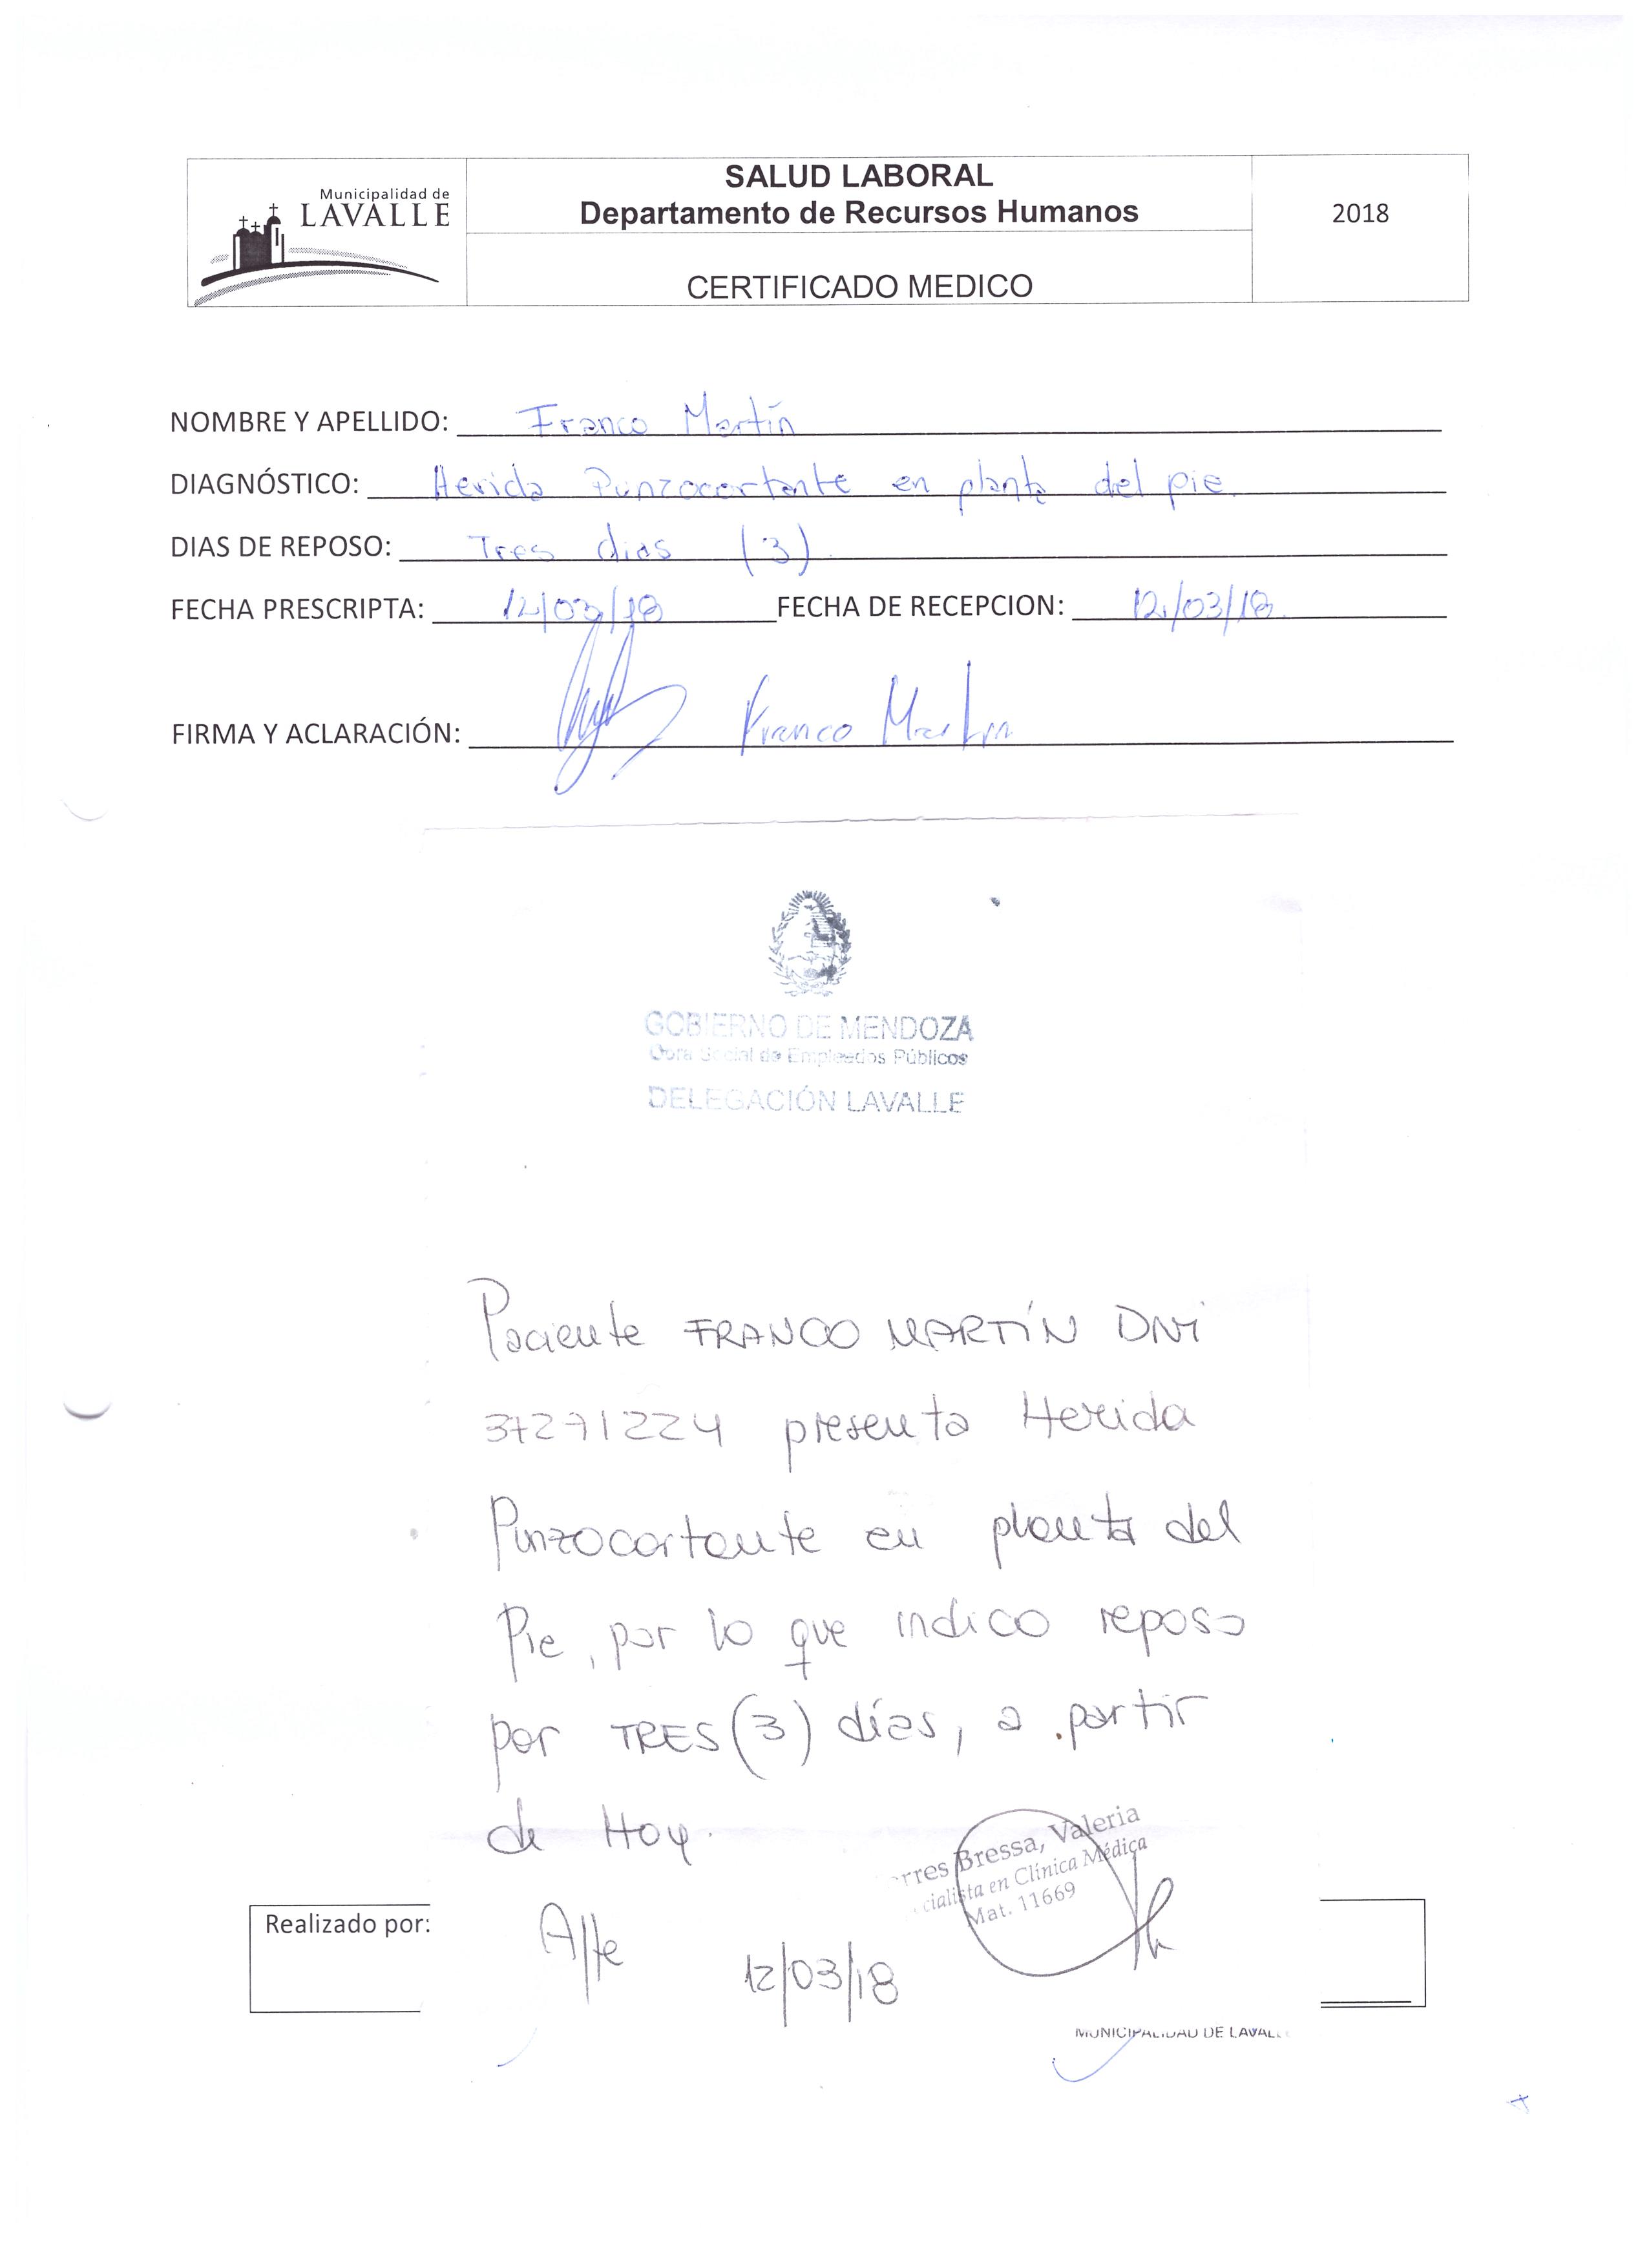 Municipalidad de
LAVALLE
SALUD LABORAL
Departamento de Recursos Humanos
2018
CERTIFICADO MEDICO
NOMBRE Y APELLIDO: Franco Martín
DIAGNÓSTICO: Herida Punzocortante en planta del pie.
DIAS DE REPOSO: Tres dias (3)
FECHA PRESCRIPTA: 12/03/18 FECHA DE RECEPCION: 12/03/18.
FIRMA Y ACLARACIÓN: Franco Martin
GOBIERNO DE MENDOZA
Obra Social de Empleados Públicos
DELEGACIÓN LAVALLE
Paciente FRANCO MARTÍN DNI
37271224 presenta Herida
Punzocortante en planta del
Pie, por lo que indico reposo
por TRES (3) días, a partir
de Hoy.
rres Bressa, Valeria
cialista en Clínica Médica
Mat. 11669
Realizado por:
12/03/18
MUNICIPALIDAD DE LAVALLE